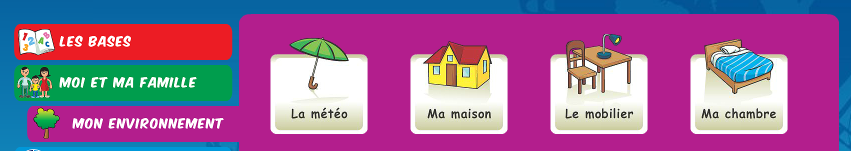 LES BASES
MOI ET MA FAMILLE
MON ENVIRONNEMENT
La météo
Ma maison
Le mobilier
Ma chambre